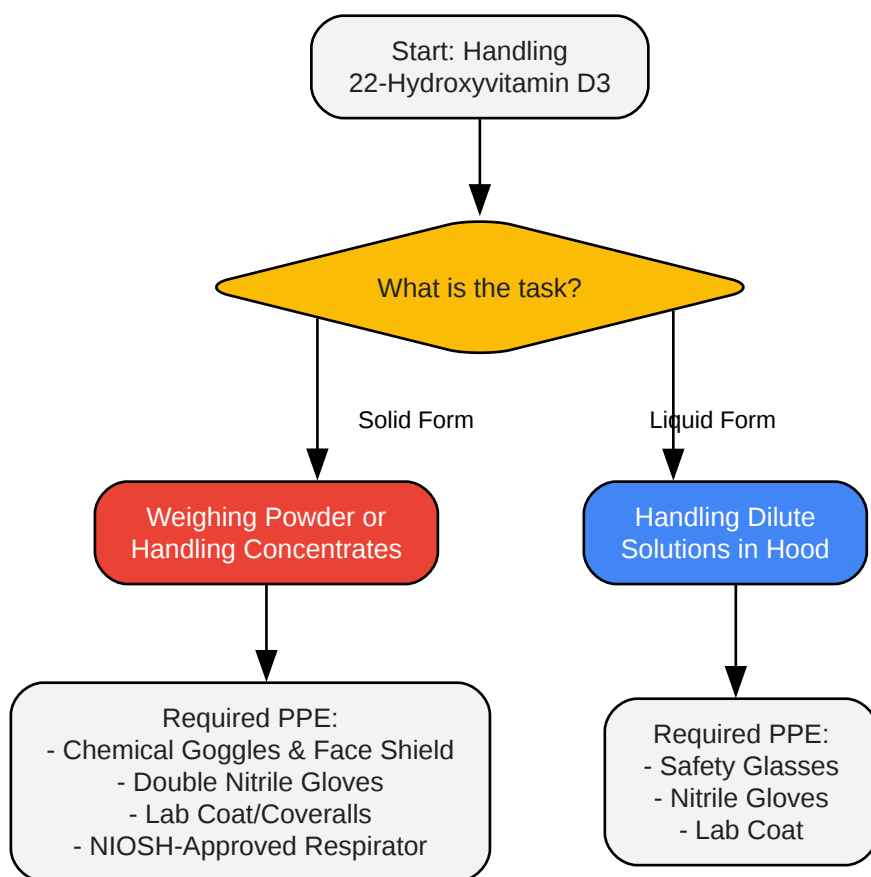 Start: Handling
22-Hydroxyvitamin D3
What is the task?
Solid Form
Liquid Form
Weighing Powder or
Handling Concentrates
Handling Dilute
Solutions in Hood
Required PPE:
- Chemical Goggles & Face Shield
- Double Nitrile Gloves
- Lab Coat/Coveralls
- NIOSH-Approved Respirator
Required PPE:
- Safety Glasses
- Nitrile Gloves
- Lab Coat